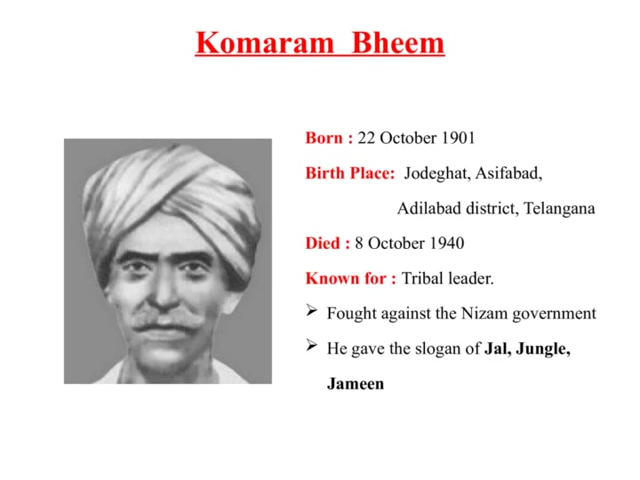 Komaram Bheem
Born : 22 October 1901
Birth Place: Jodeghat, Asifabad,
Adilabad district, Telangana
Died : 8 October 1940
Known for : Tribal leader.
➢ Fought against the Nizam government
➢ He gave the slogan of Jal, Jungle,
Jameen